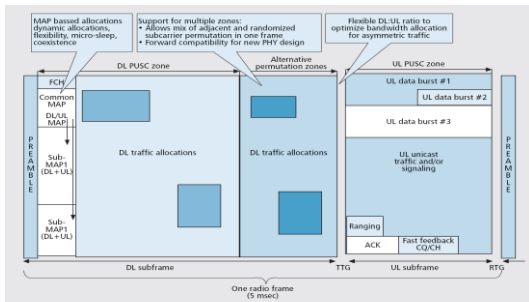 MAP based allocations
dynamic allocations,
flexibility, micro-sleep,
coexistence
Support for multiple zones:
• Allows mix of adjacent and randomized
subcarrier permutation in one frame
• Forward compatibility for new PHY design
Flexible DL:UL ratio to
optimize bandwidth allocation
for asymmetric traffic
DL PUSC zone
Alternative
permutation zones
UL PUSC zone
PREAMBLE
FCH
Common
MAP
DL/UL
MAP
Sub-
MAP1
(DL+UL)
Sub-
MAP1
(DL+UL)
DL traffic allocations
DL traffic allocations
UL data burst #1
UL data burst #2
UL data burst #3
UL unicast
traffic and/or
signaling
Ranging
ACK
Fast feedback
CQ/CH
PREAMBLE
DL subframe
TTG
UL subframe
RTG
One radio frame
(5 msec)